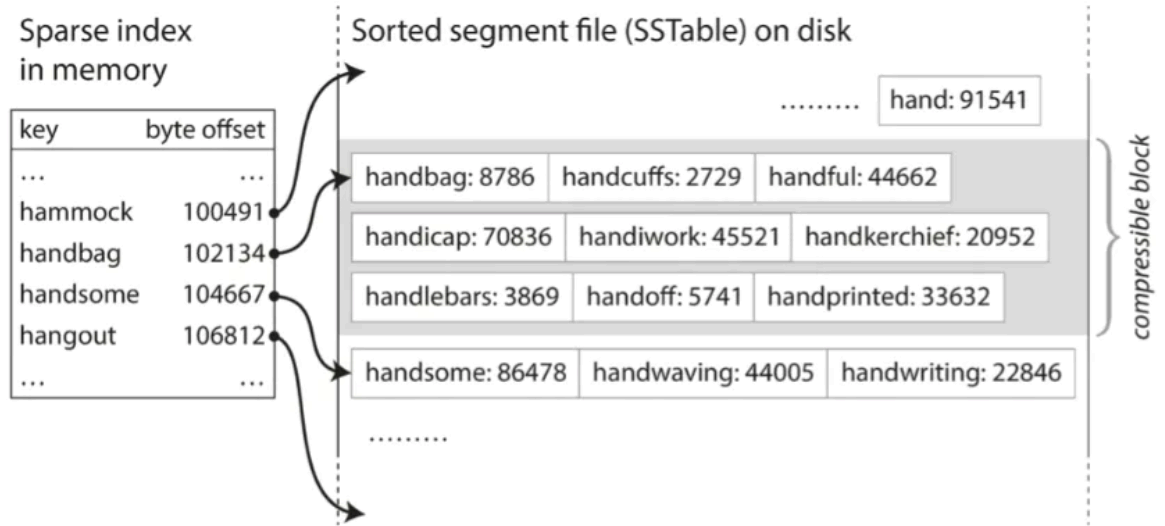 Sparse index
in memory
key byte offset
... ...
hammock 100491
handbag 102134
handsome 104667
hangout 106812
... ...
Sorted segment file (SSTable) on disk
......... hand: 91541
handbag: 8786 handcuffs: 2729 handful: 44662
handicap: 70836 handiwork: 45521 handkerchief: 20952
handlebars: 3869 handoff: 5741 handprinted: 33632
handsome: 86478 handwaving: 44005 handwriting: 22846
.........
compressible block